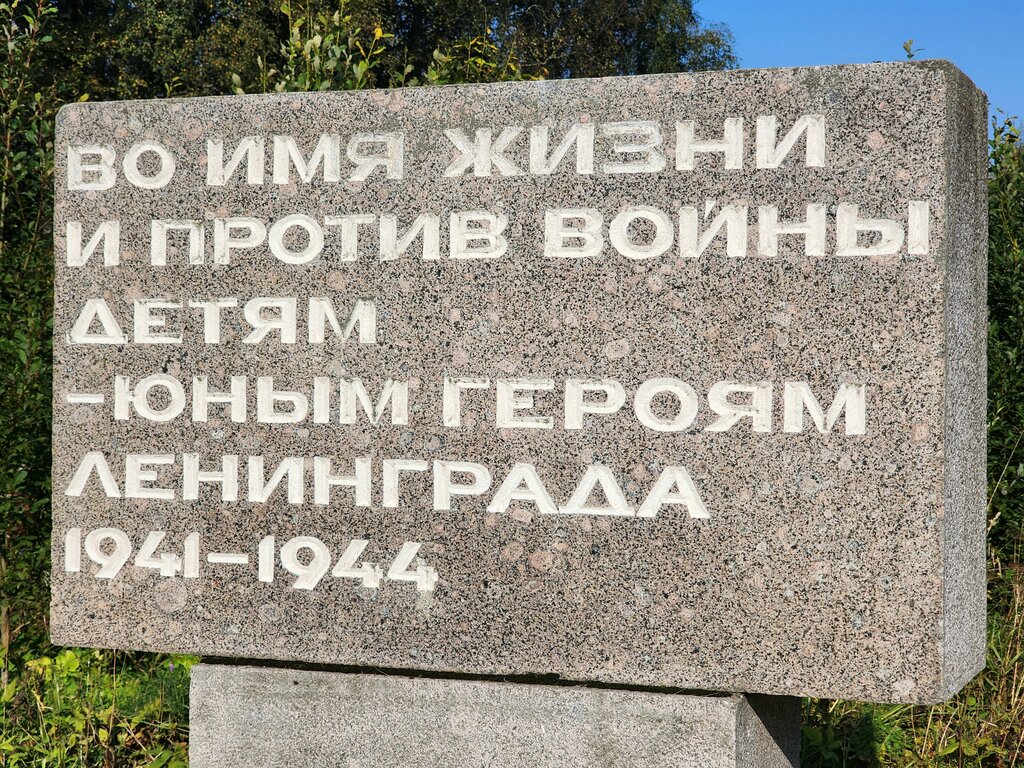 ВО ИМЯ ЖИЗНИ
И ПРОТИВ ВОЙНЫ
ДЕТЯМ
-ЮНЫМ ГЕРОЯМ
ЛЕНИНГРАДА
1941-1944